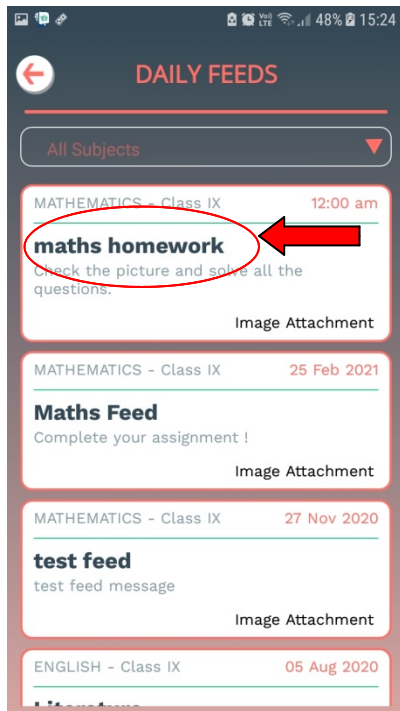 Vo)) LTE 48% 15:24
DAILY FEEDS
All Subjects
MATHEMATICS - Class IX 12:00 am
maths homework
Check the picture and solve all the
questions.
Image Attachment
MATHEMATICS - Class IX 25 Feb 2021
Maths Feed
Complete your assignment !
Image Attachment
MATHEMATICS - Class IX 27 Nov 2020
test feed
test feed message
Image Attachment
ENGLISH - Class IX 05 Aug 2020
Literature